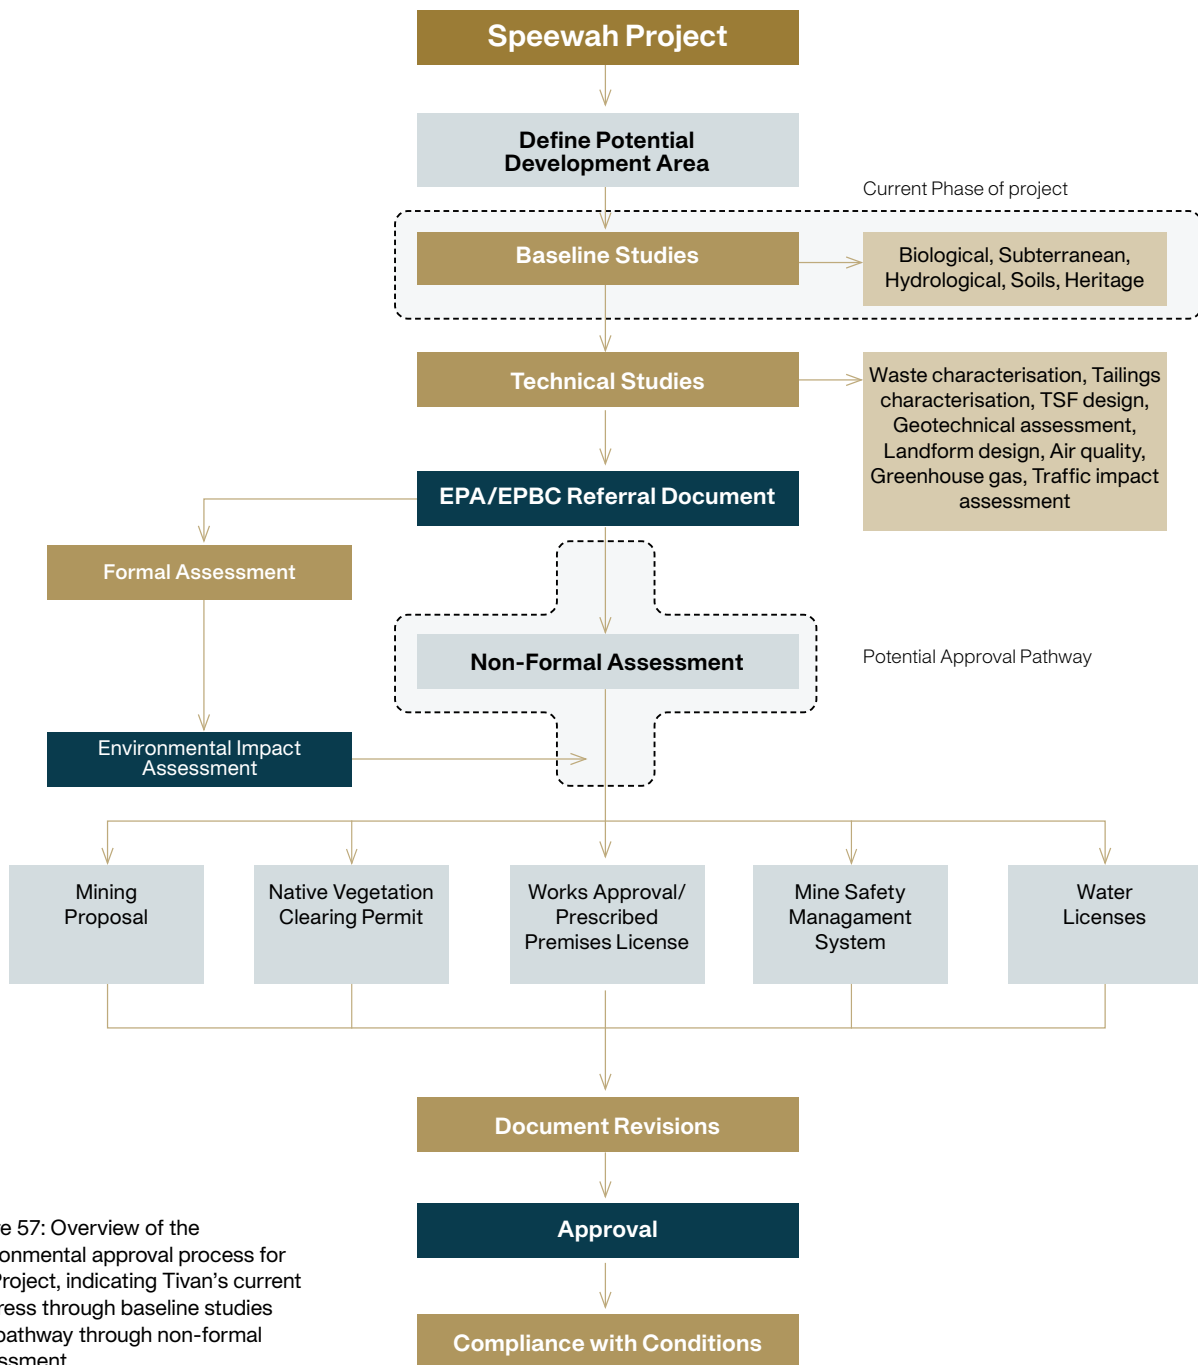 Speewah Project
Define Potential
Development Area
Current Phase of project
Baseline Studies
Biological, Subterranean,
Hydrological, Soils, Heritage
Technical Studies
Waste characterisation, Tailings
characterisation, TSF design,
Geotechnical assessment,
Landform design, Air quality,
Greenhouse gas, Traffic impact
assessment
EPA/EPBC Referral Document
Formal Assessment
Non-Formal Assessment
Potential Approval Pathway
Environmental Impact
Assessment
Mining
Proposal
Native Vegetation
Clearing Permit
Works Approval/
Prescribed
Premises License
Mine Safety
Managament
System
Water
Licenses
Document Revisions
Approval
57: Overview of the
approval process for
Project, indicating Tivan's current
through baseline studies
pathway through non-formal
Compliance with Conditions